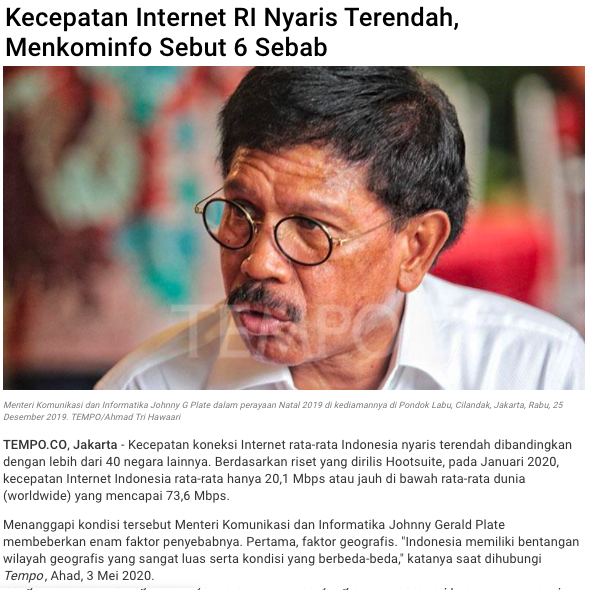 Kecepatan Internet RI Nyaris Terendah,
Menkominfo Sebut 6 Sebab
TEMPO
Menteri Komunikasi dan Informatika Johnny G Plate dalam perayaan Natal 2019 di kediamannya di Pondok Labu, Cilandak, Jakarta, Rabu, 25
Desember 2019. TEMPO/Ahmad Tri Hawaari
TEMPO.CO, Jakarta - Kecepatan koneksi Internet rata-rata Indonesia nyaris terendah dibandingkan
dengan lebih dari 40 negara lainnya. Berdasarkan riset yang dirilis Hootsuite, pada Januari 2020,
kecepatan Internet Indonesia rata-rata hanya 20,1 Mbps atau jauh di bawah rata-rata dunia
(worldwide) yang mencapai 73,6 Mbps.
Menanggapi kondisi tersebut Menteri Komunikasi dan Informatika Johnny Gerald Plate
membeberkan enam faktor penyebabnya. Pertama, faktor geografis. "Indonesia memiliki bentangan
wilayah geografis yang sangat luas serta kondisi yang berbeda-beda," katanya saat dihubungi
Tempo, Ahad, 3 Mei 2020.